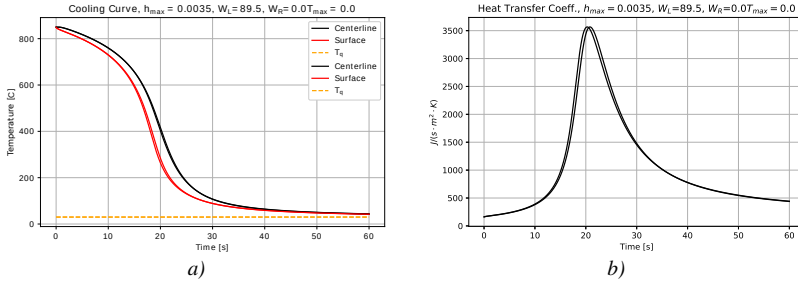 Cooling Curve, h_max = 0.0035, W_L=89.5, W_R=0.0T_max = 0.0
800
600
400
200
0
Temperature [C]
Centerline
Surface
T_q
Centerline
Surface
T_q
0
10
20
30
40
50
60
Time [s]
a)
Heat Transfer Coeff., h_max = 0.0035, W_L=89.5, W_R=0.0T_max = 0.0
3500
3000
2500
2000
1500
1000
500
0
J/(s · m² · K)
0
10
20
30
40
50
60
Time [s]
b)